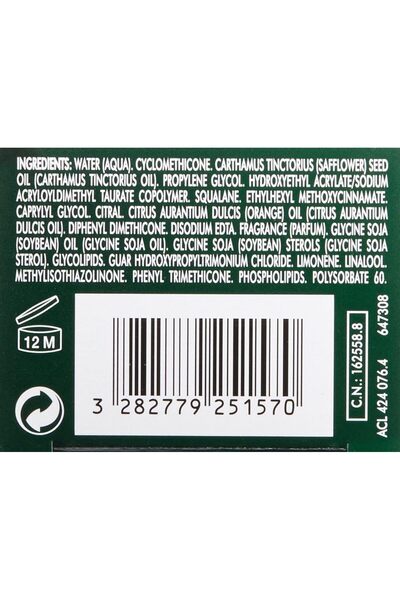 INGREDIENTS: WATER (AQUA). CYCLOMETHICONE. CARTHAMUS TINCTORIUS (SAFFLOWER) SEED
OIL (CARTHAMUS TINCTORIUS OIL). PROPYLENE GLYCOL. HYDROXYETHYL ACRYLATE/SODIUM
ACRYLOYLDIMETHYL TAURATE COPOLYMER. SQUALANE. ETHYLHEXYL METHOXYCINNAMATE.
CAPRYLYL GLYCOL. CITRAL. CITRUS AURANTIUM DULCIS (ORANGE) OIL (CITRUS AURANTIUM
DULCIS OIL). DIPHENYL DIMETHICONE. DISODIUM EDTA. FRAGRANCE (PARFUM). GLYCINE SOJA
(SOYBEAN) OIL (GLYCINE SOJA OIL). GLYCINE SOJA (SOYBEAN) STEROLS (GLYCINE SOJA
STEROL). GLYCOLIPIDS. GUAR HYDROXYPROPYLTRIMONIUM CHLORIDE. LIMONENE. LINALOOL.
METHYLISOTHIAZOLINONE. PHENYL TRIMETHICONE. PHOSPHOLIPIDS. POLYSORBATE 60.
12 M
3 282779 251570
C.N.: 162558.8
ACL 424 076.4 647308